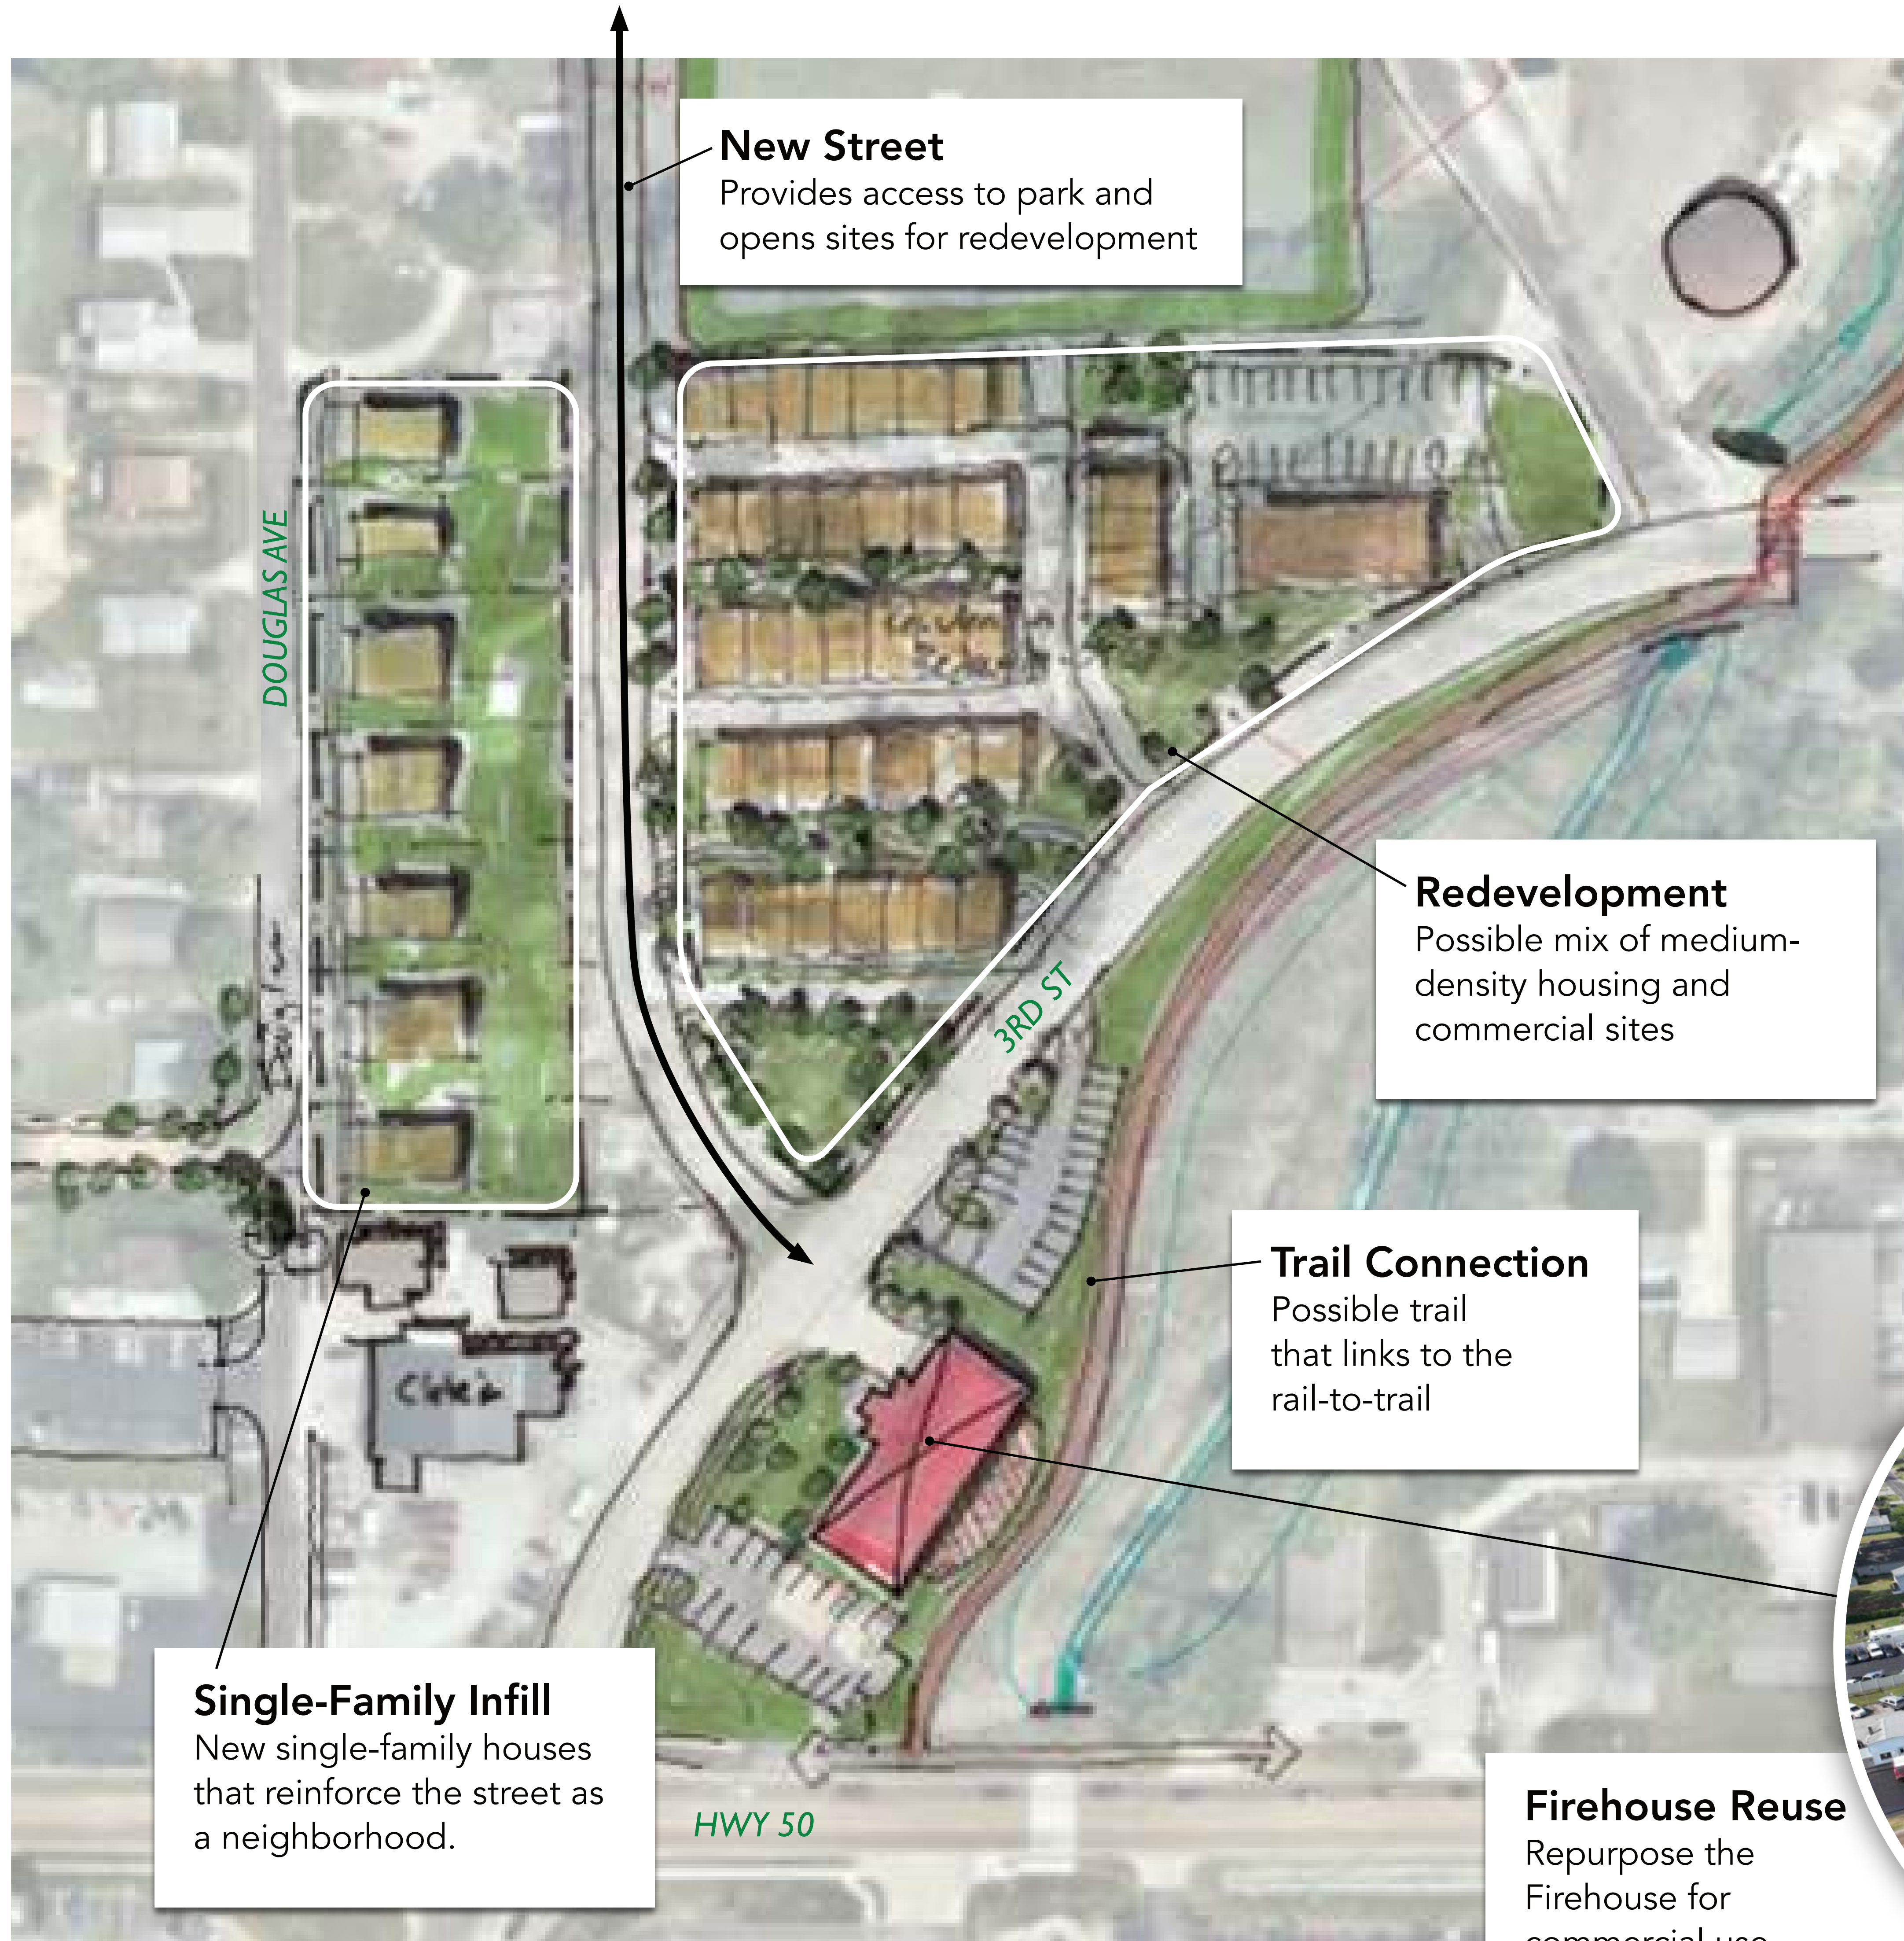 New Street
Provides access to park and
opens sites for redevelopment
DOUGLAS AVE
Redevelopment
Possible mix of medium-
density housing and
commercial sites
3RD ST
Douglas
Trail Connection
Possible trail
that links to the
rail-to-trail
Single-Family Infill
New single-family houses
that reinforce the street as
a neighborhood.
HWY 50
Firehouse Reuse
Repurpose the
Firehouse for
commercial use